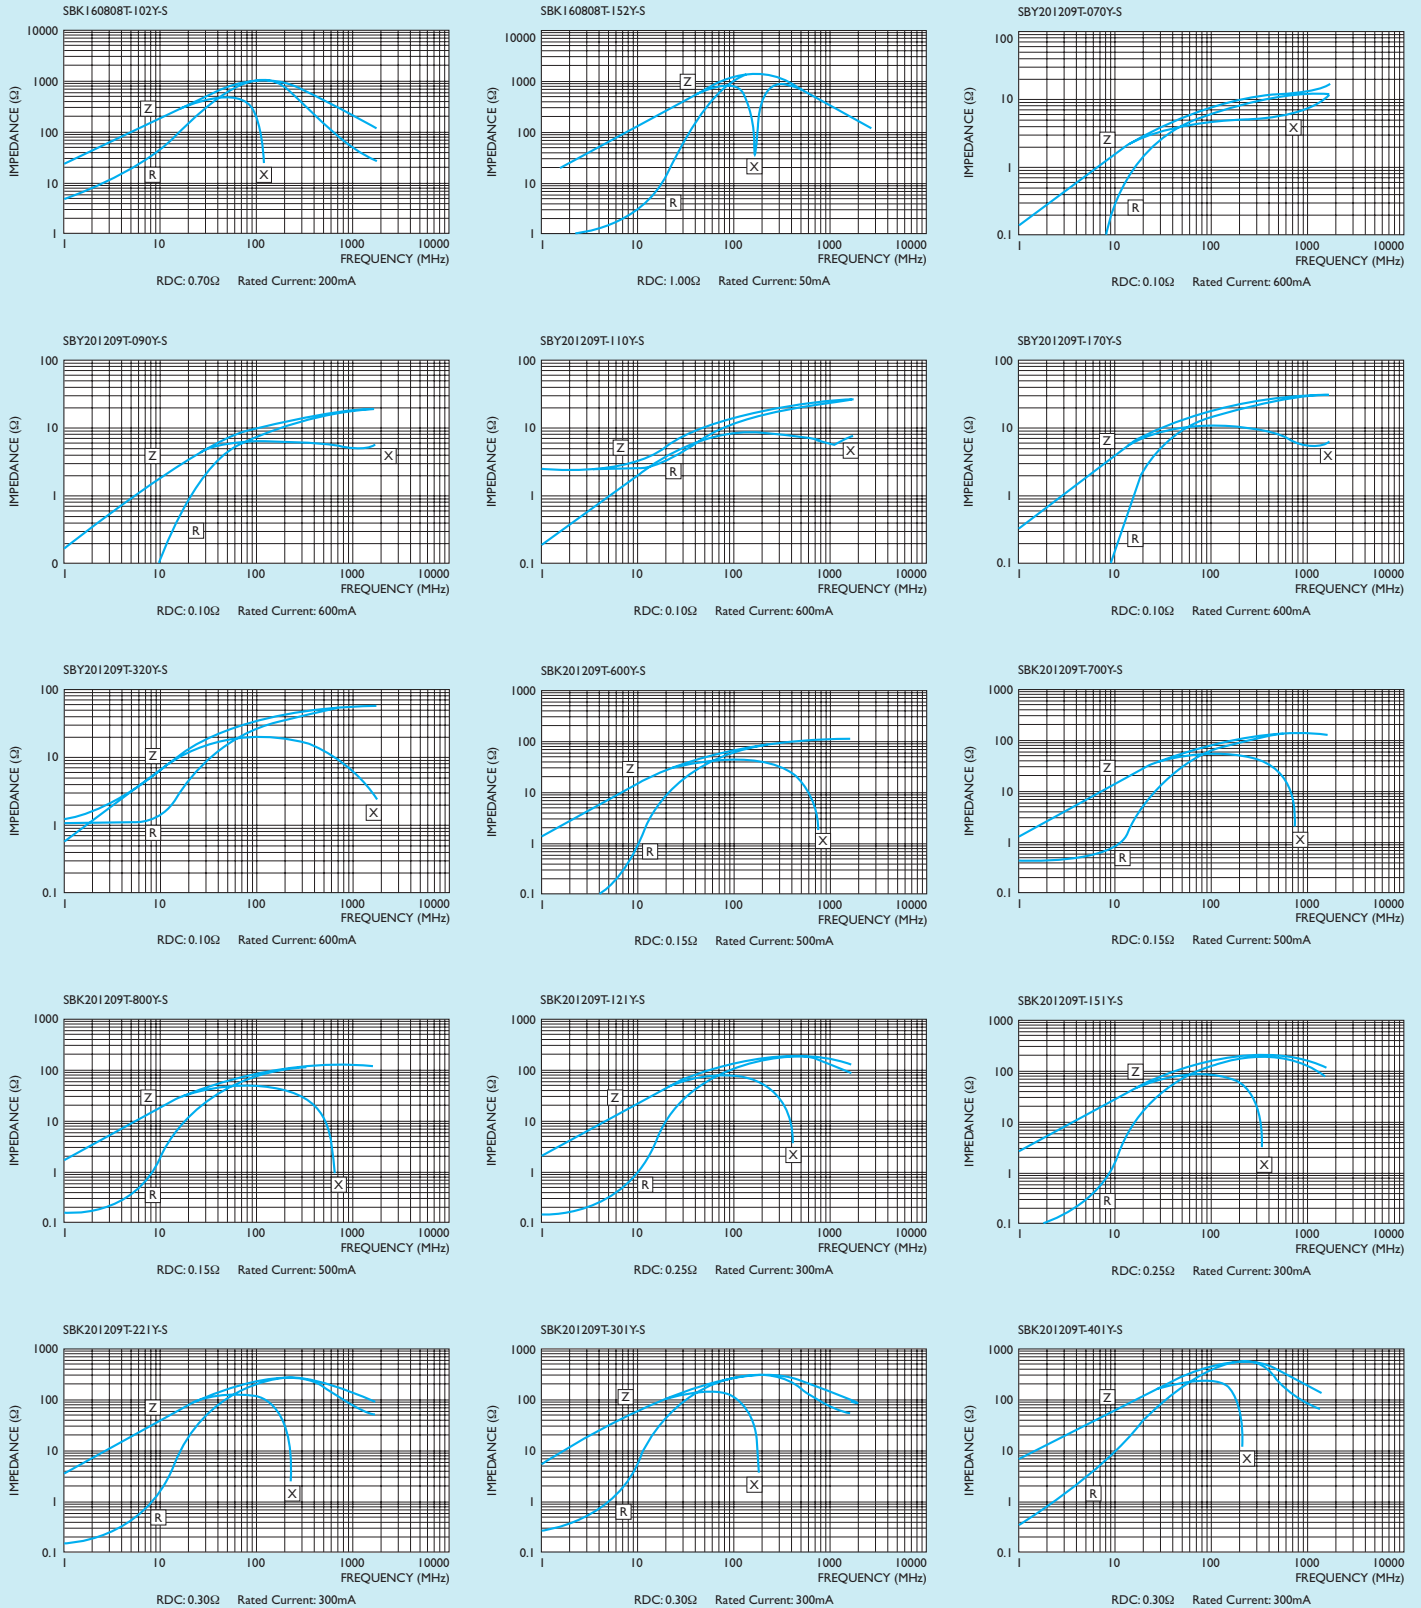 SBK160808T-102Y-S
IMPEDANCE (Ω)
10000
1000
100
10
1
Z
R
X
1 10 100 1000 10000
FREQUENCY (MHz)
RDC: 0.70Ω Rated Current: 200mA
SBK160808T-152Y-S
IMPEDANCE (Ω)
10000
1000
100
10
1
Z
X
R
1 10 100 1000 10000
FREQUENCY (MHz)
RDC: 1.00Ω Rated Current: 50mA
SBY201209T-070Y-S
IMPEDANCE (Ω)
100
10
1
0.1
Z
X
R
1 10 100 1000 10000
FREQUENCY (MHz)
RDC: 0.10Ω Rated Current: 600mA
SBY201209T-090Y-S
IMPEDANCE (Ω)
100
10
1
0
Z
X
R
1 10 100 1000 10000
FREQUENCY (MHz)
RDC: 0.10Ω Rated Current: 600mA
SBY201209T-110Y-S
IMPEDANCE (Ω)
100
10
1
0.1
Z
X
R
1 10 100 1000 10000
FREQUENCY (MHz)
RDC: 0.10Ω Rated Current: 600mA
SBY201209T-170Y-S
IMPEDANCE (Ω)
100
10
1
0.1
Z
X
R
1 10 100 1000 10000
FREQUENCY (MHz)
RDC: 0.10Ω Rated Current: 600mA
SBY201209T-320Y-S
IMPEDANCE (Ω)
100
10
1
0.1
Z
X
R
1 10 100 1000 10000
FREQUENCY (MHz)
RDC: 0.10Ω Rated Current: 600mA
SBK201209T-600Y-S
IMPEDANCE (Ω)
1000
100
10
1
0.1
Z
X
R
1 10 100 1000 10000
FREQUENCY (MHz)
RDC: 0.15Ω Rated Current: 500mA
SBK201209T-700Y-S
IMPEDANCE (Ω)
1000
100
10
1
0.1
Z
X
R
1 10 100 1000 10000
FREQUENCY (MHz)
RDC: 0.15Ω Rated Current: 500mA
SBK201209T-800Y-S
IMPEDANCE (Ω)
1000
100
10
1
0.1
Z
X
R
1 10 100 1000 10000
FREQUENCY (MHz)
RDC: 0.15Ω Rated Current: 500mA
SBK201209T-121Y-S
IMPEDANCE (Ω)
1000
100
10
1
0.1
Z
X
R
1 10 100 1000 10000
FREQUENCY (MHz)
RDC: 0.25Ω Rated Current: 300mA
SBK201209T-151Y-S
IMPEDANCE (Ω)
1000
100
10
1
0.1
Z
X
R
1 10 100 1000 10000
FREQUENCY (MHz)
RDC: 0.25Ω Rated Current: 300mA
SBK201209T-221Y-S
IMPEDANCE (Ω)
1000
100
10
1
0.1
Z
X
R
1 10 100 1000 10000
FREQUENCY (MHz)
RDC: 0.30Ω Rated Current: 300mA
SBK201209T-301Y-S
IMPEDANCE (Ω)
1000
100
10
1
0.1
Z
X
R
1 10 100 1000 10000
FREQUENCY (MHz)
RDC: 0.30Ω Rated Current: 300mA
SBK201209T-401Y-S
IMPEDANCE (Ω)
1000
100
10
1
0.1
Z
X
R
1 10 100 1000 10000
FREQUENCY (MHz)
RDC: 0.30Ω Rated Current: 300mA